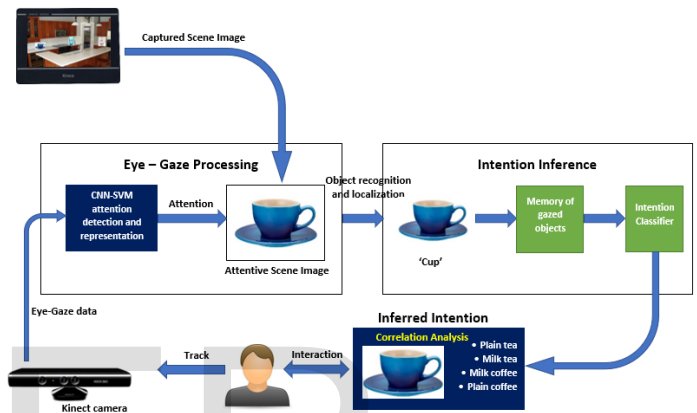 Captured Scene Image
Eye – Gaze Processing
Intention Inference
CNN-SVM
attention
detection and
representation
Attention
Attentive Scene Image
Object recognition
and localization
'Cup'
Memory of
gazed
objects
Intention
Classifier
Eye-Gaze data
Inferred Intention
Correlation Analysis
• Plain tea
• Milk tea
• Milk coffee
• Plain coffee
Track
Interaction
Kinect camera